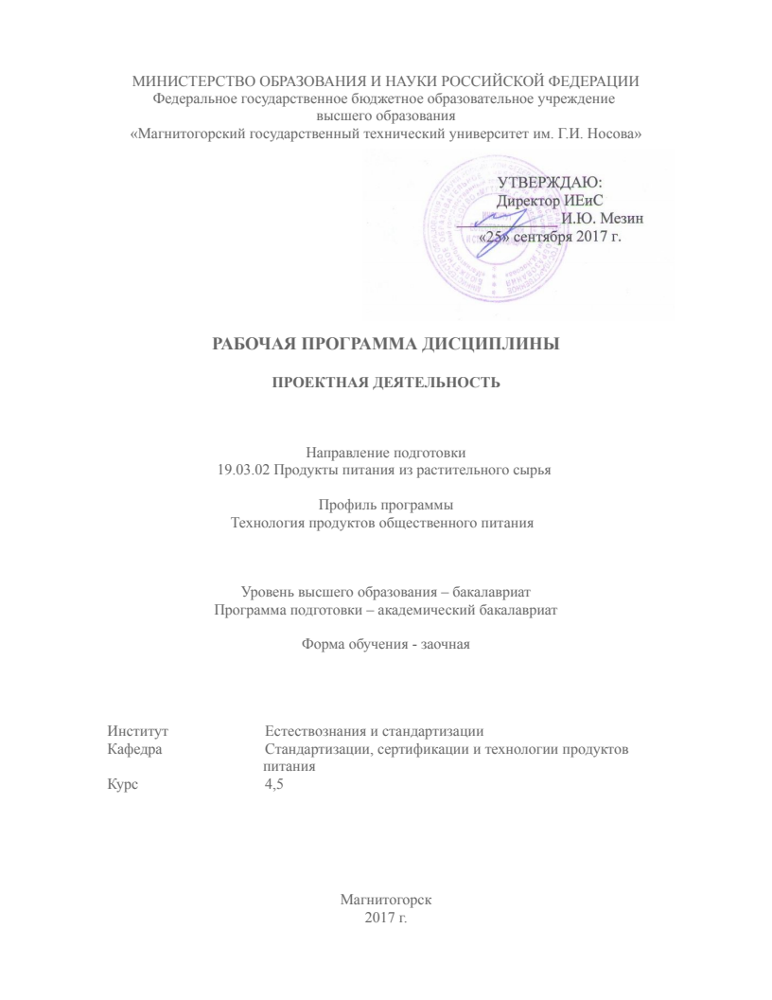 МИНИСТЕРСТВО ОБРАЗОВАНИЯ И НАУКИ РОССИЙСКОЙ ФЕДЕРАЦИИ
Федеральное государственное бюджетное образовательное учреждение
высшего образования
«Магнитогорский государственный технический университет им. Г.И. Носова»
УТВЕРЖДАЮ:
Директор ИЕиС
И.Ю. Мезин
«25» сентября 2017 г.
РАБОЧАЯ ПРОГРАММА ДИСЦИПЛИНЫ
ПРОЕКТНАЯ ДЕЯТЕЛЬНОСТЬ
Направление подготовки
19.03.02 Продукты питания из растительного сырья
Профиль программы
Технология продуктов общественного питания
Уровень высшего образования – бакалавриат
Программа подготовки – академический бакалавриат
Форма обучения - заочная
Институт Естествознания и стандартизации
Кафедра Стандартизации, сертификации и технологии продуктов
питания
Курс 4,5
Магнитогорск
2017 г.